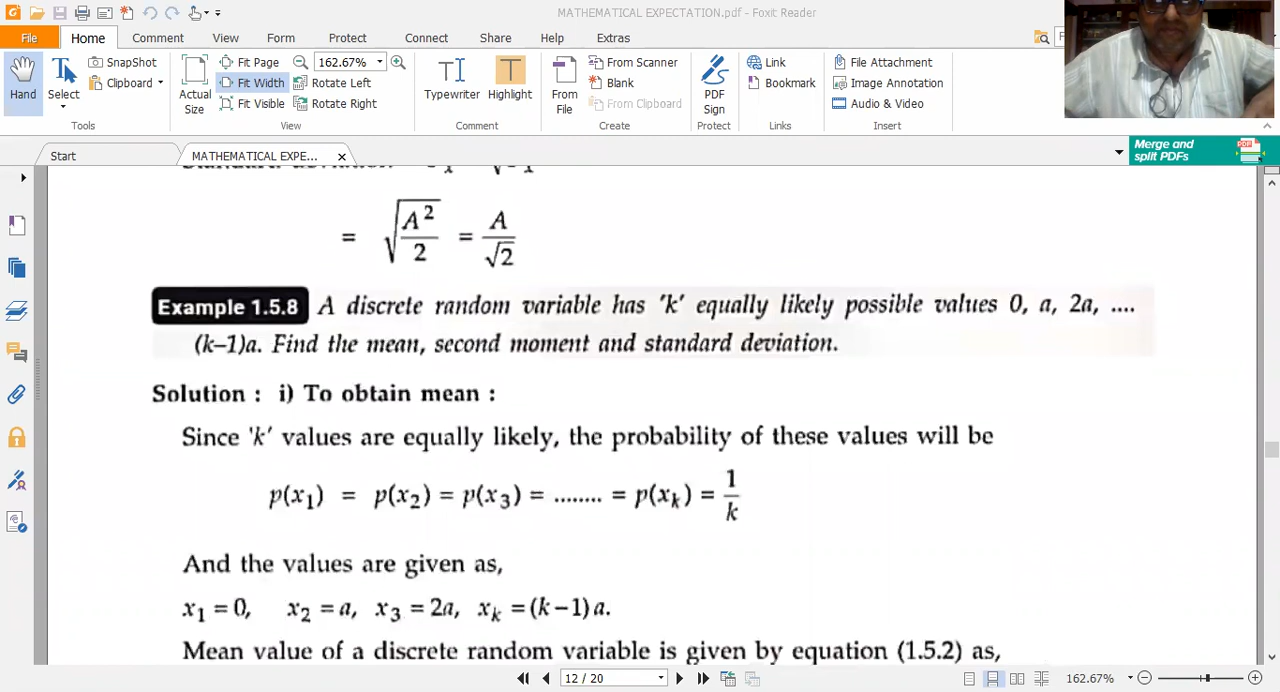 MATHEMATICAL EXPECTATION.pdf - Foxit Reader
File Home Comment View Form Protect Connect Share Help Extras
SnapShot Fit Page 162.67% From Scanner Link File Attachment
Clipboard Fit Width Rotate Left Blank Bookmark Image Annotation
Hand Select Actual Size Fit Visible Rotate Right Typewriter Highlight From File From Clipboard PDF Sign Audio & Video
Tools View Comment Create Protect Links Insert
Start MATHEMATICAL EXPE... Merge and split PDFs
= √(A²/2) = A/√2
Example 1.5.8 A discrete random variable has 'k' equally likely possible values 0, a, 2a, ....
(k–1)a. Find the mean, second moment and standard deviation.
Solution : i) To obtain mean :
Since 'k' values are equally likely, the probability of these values will be
p(x₁) = p(x₂) = p(x₃) = ........ = p(xₖ) = 1/k
And the values are given as,
x₁ = 0, x₂ = a, x₃ = 2a, xₖ = (k – 1) a.
Mean value of a discrete random variable is given by equation (1.5.2) as,
12 / 20 162.67%